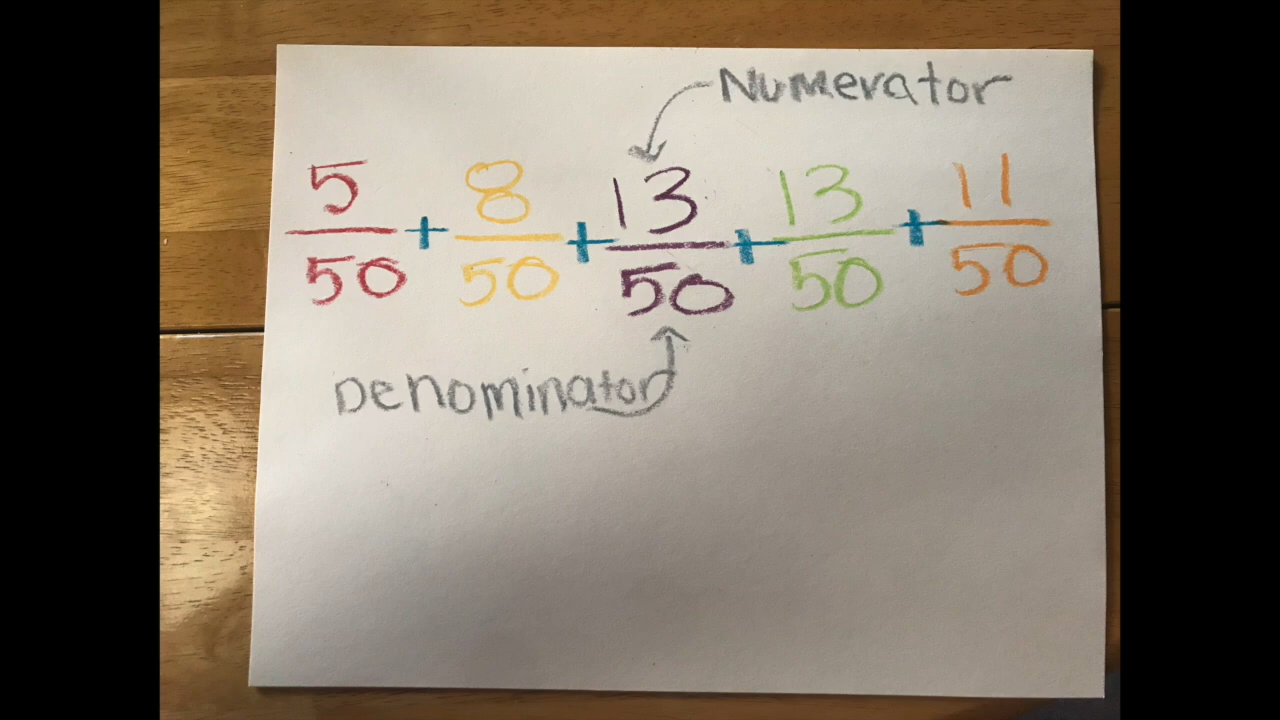 Numerator
5/50 + 8/50 + 13/50 + 13/50 + 11/50
Denominator